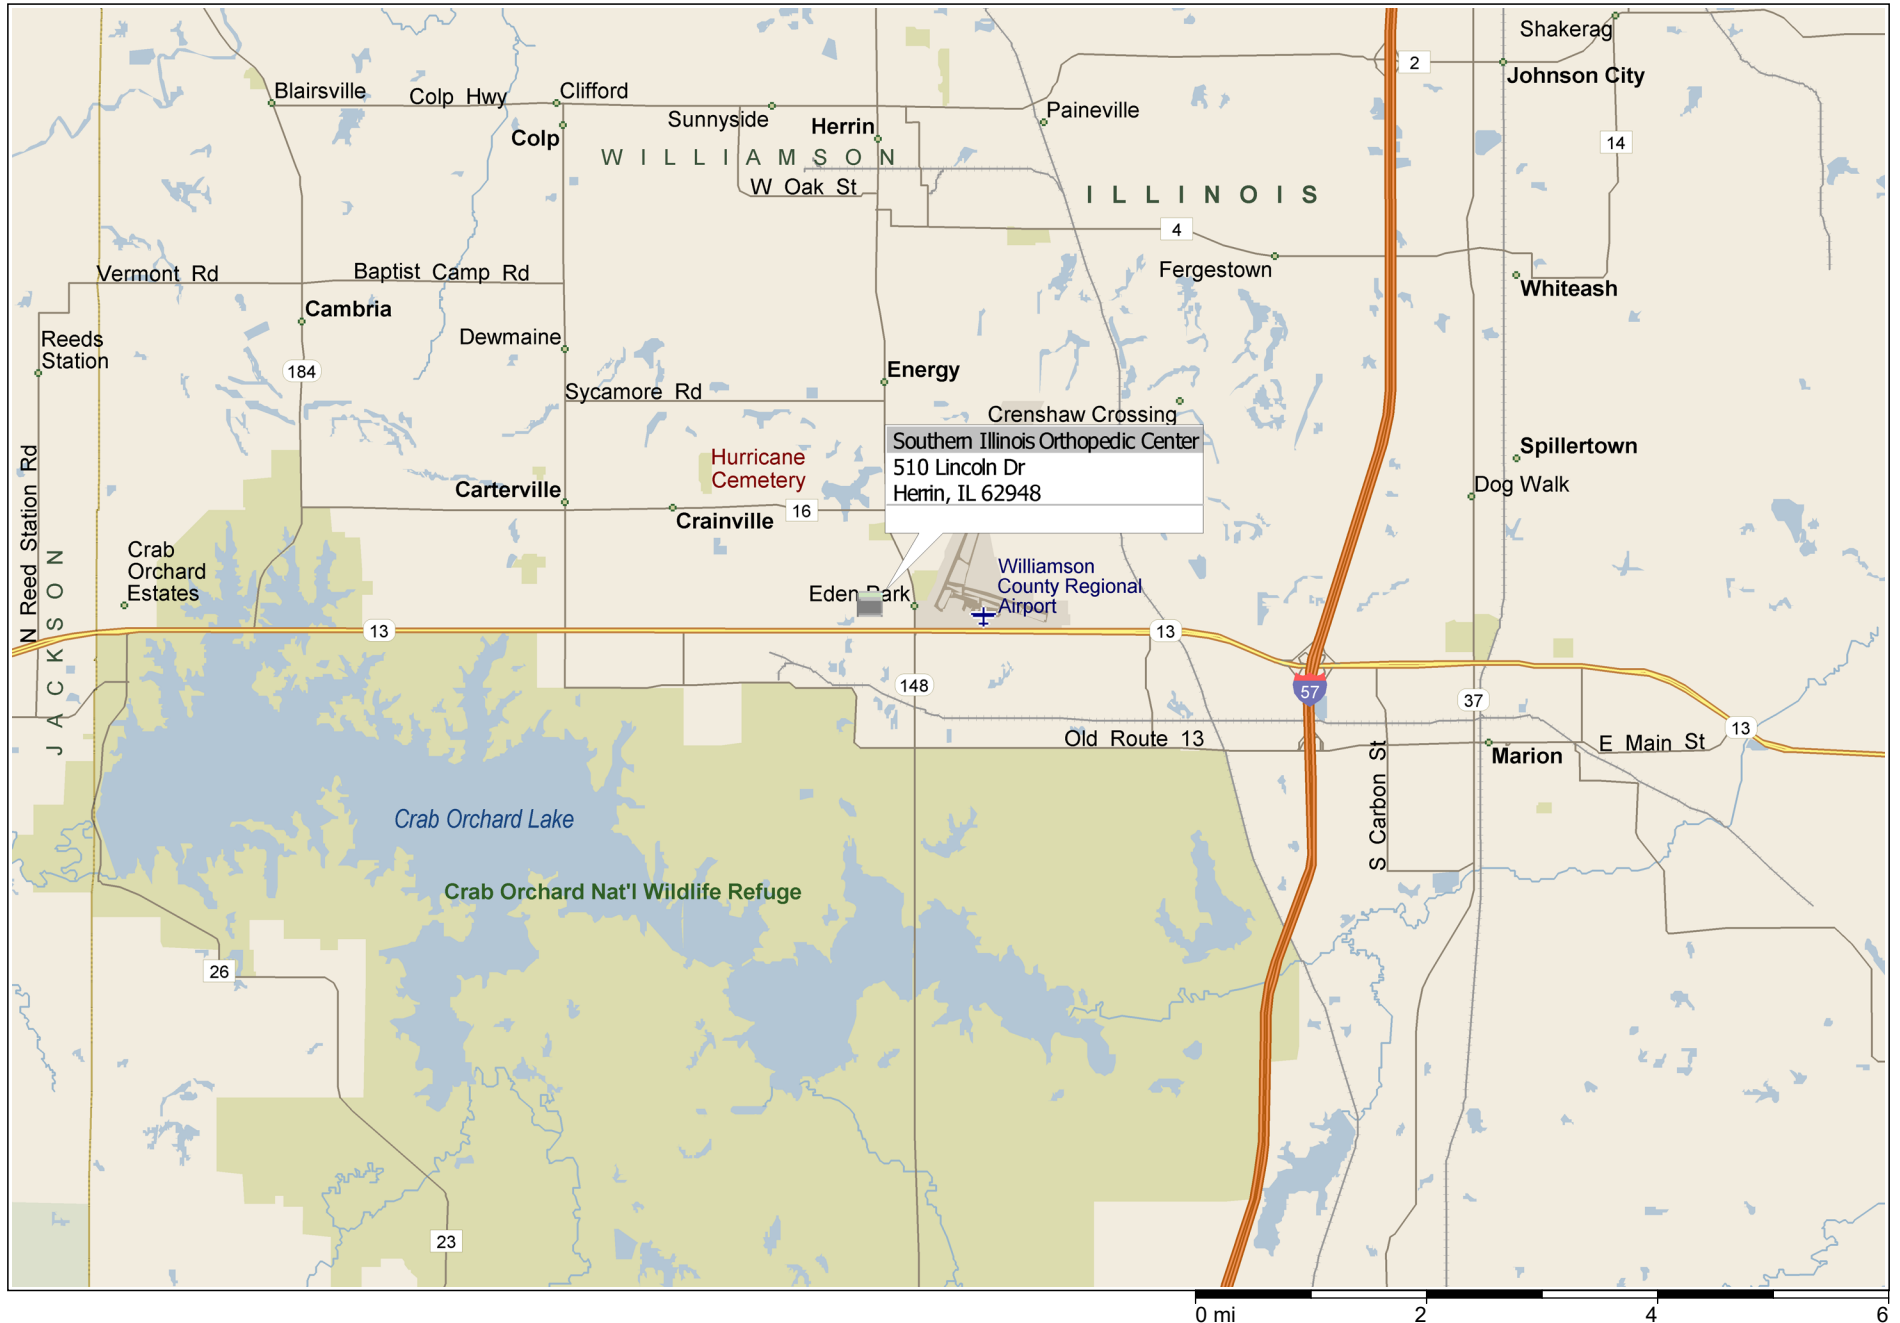 Shakerag
2
Johnson City
Blairsville
Colp Hwy
Clifford
Sunnyside
Paineville
Colp
Herrin
14
WILLIAMSON
W Oak St
ILLINOIS
4
Vermont Rd
Baptist Camp Rd
Fergestown
Whiteash
Cambria
Reeds
Station
Dewmaine
184
Energy
Sycamore Rd
Crenshaw Crossing
Southern Illinois Orthopedic Center
510 Lincoln Dr
Herrin, IL 62948
Hurricane
Cemetery
Spillertown
Dog Walk
Carterville
Crainville
16
N Reed Station Rd
JACKSON
Crab
Orchard
Estates
Eden Park
Williamson
County Regional
Airport
13
13
148
57
37
13
Old Route 13
E Main St
Marion
S Carbon St
Crab Orchard Lake
Crab Orchard Nat'l Wildlife Refuge
26
23
0 mi
2
4
6